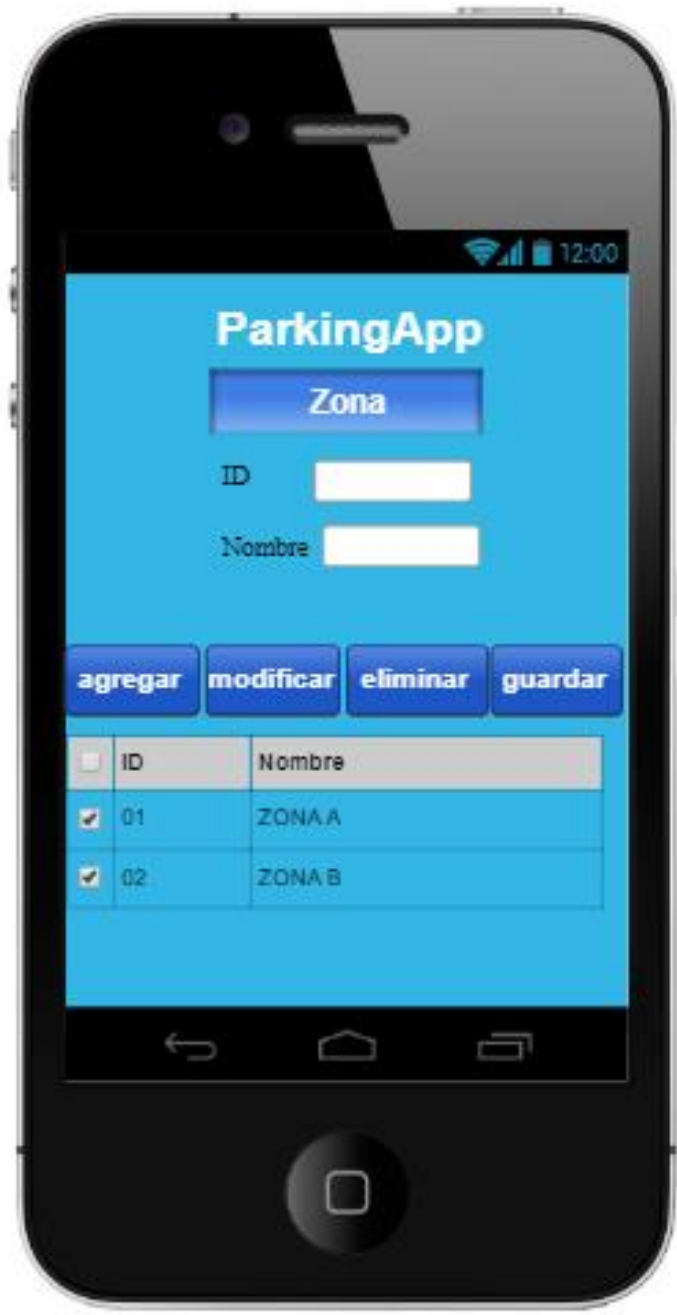 12:00
ParkingApp
Zona
ID
Nombre
agregar modificar eliminar guardar
ID Nombre
01 ZONA A
02 ZONA B